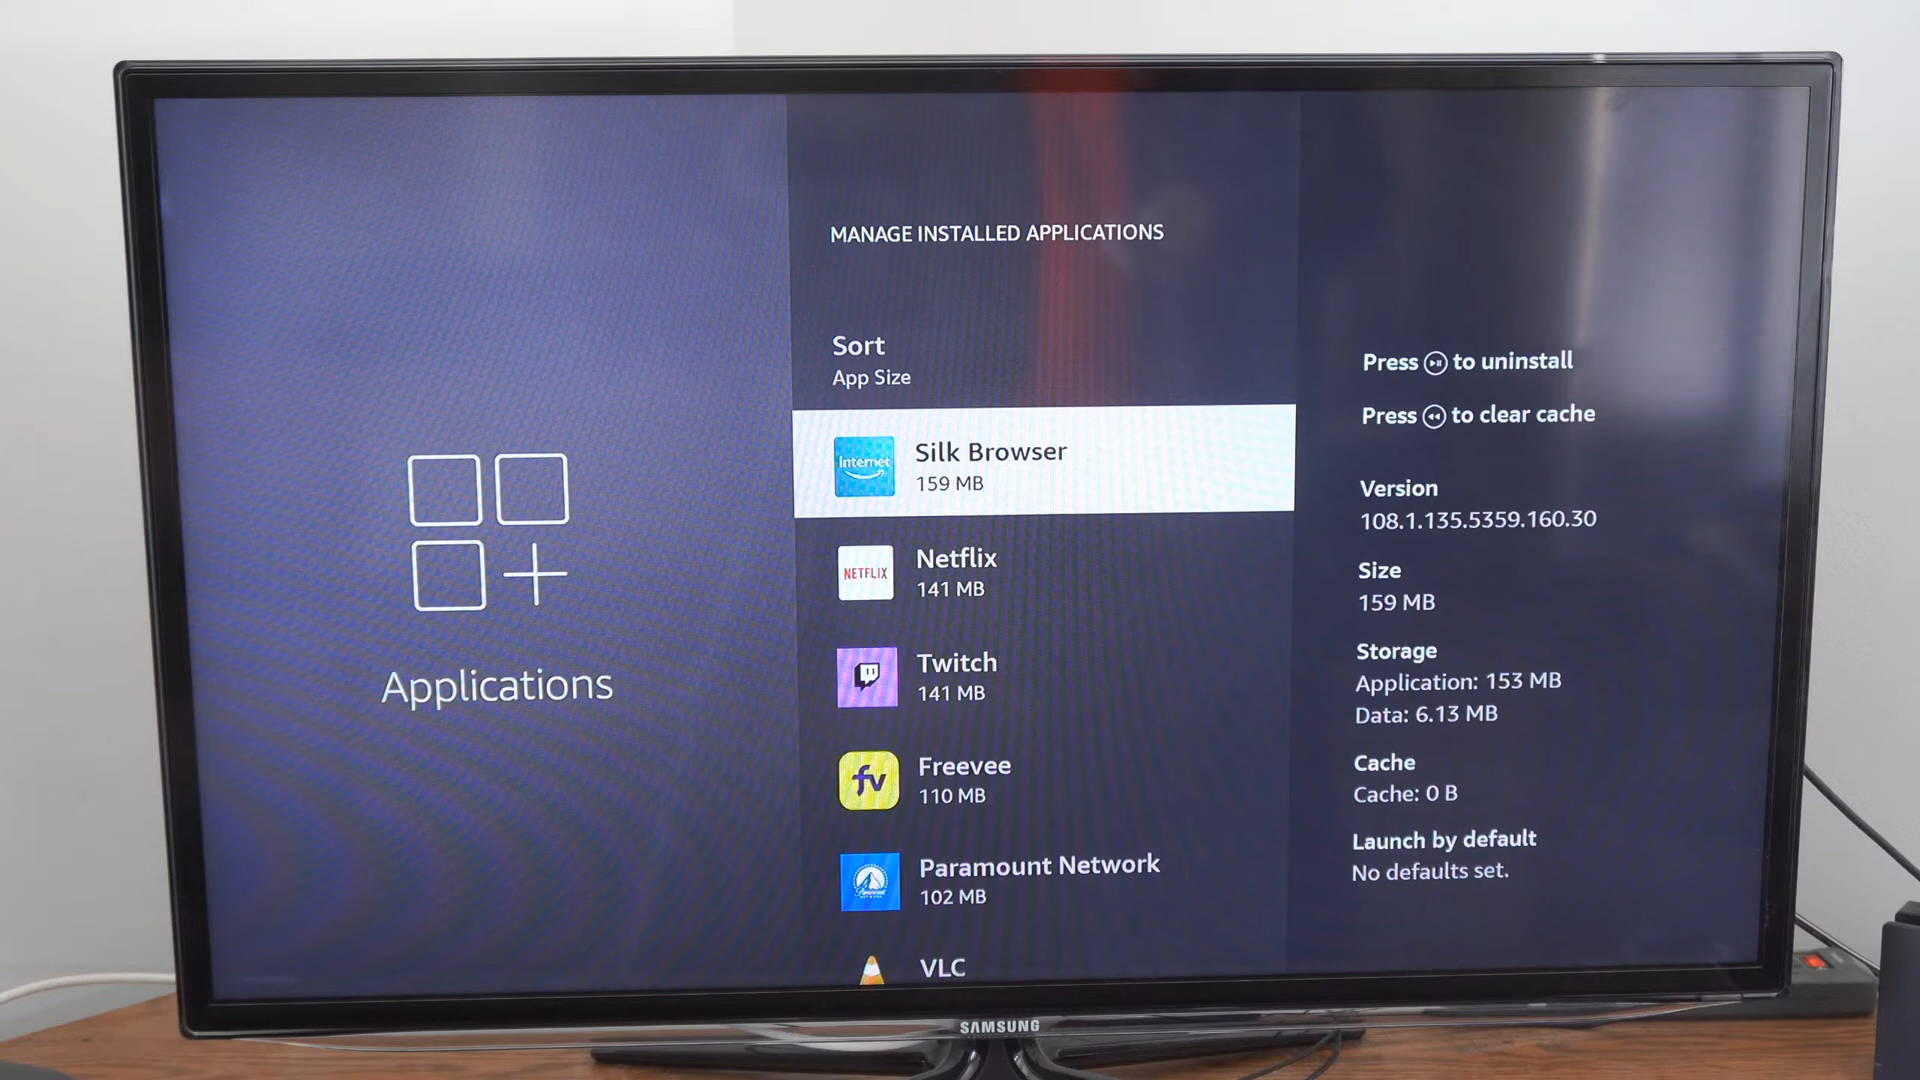 MANAGE INSTALLED APPLICATIONS
Sort
App Size
Internet
Silk Browser
159 MB
NETFLIX
Netflix
141 MB
Twitch
141 MB
fv
Freevee
110 MB
Paramount
Paramount Network
102 MB
VLC
Applications
Press to uninstall
Press to clear cache
Version
108.1.135.5359.160.30
Size
159 MB
Storage
Application: 153 MB
Data: 6.13 MB
Cache
Cache: 0 B
Launch by default
No defaults set.
SAMSUNG